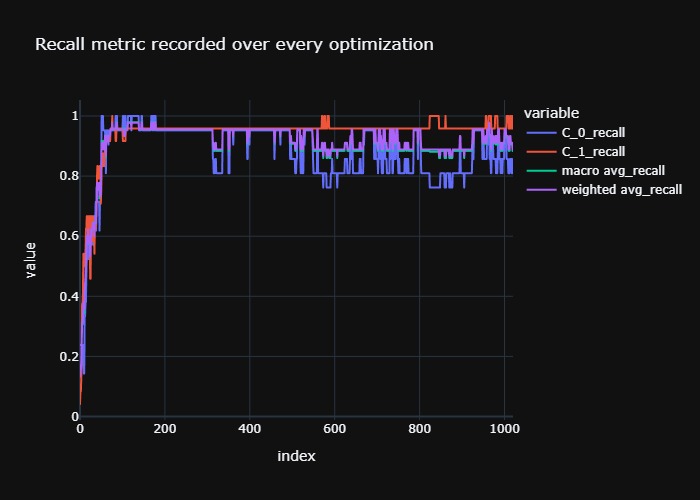 Recall metric recorded over every optimization
variable
C_0_recall
C_1_recall
macro avg_recall
weighted avg_recall
value
1
0.8
0.6
0.4
0.2
0
0 200 400 600 800 1000
index